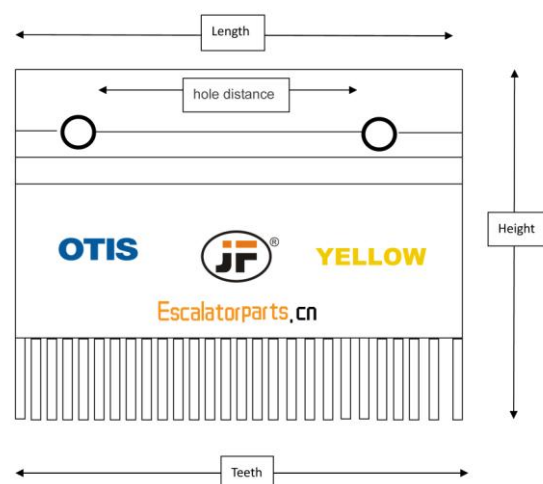 Length
hole distance
OTIS
JF®
YELLOW
Height
Escalatorparts.cn
Teeth